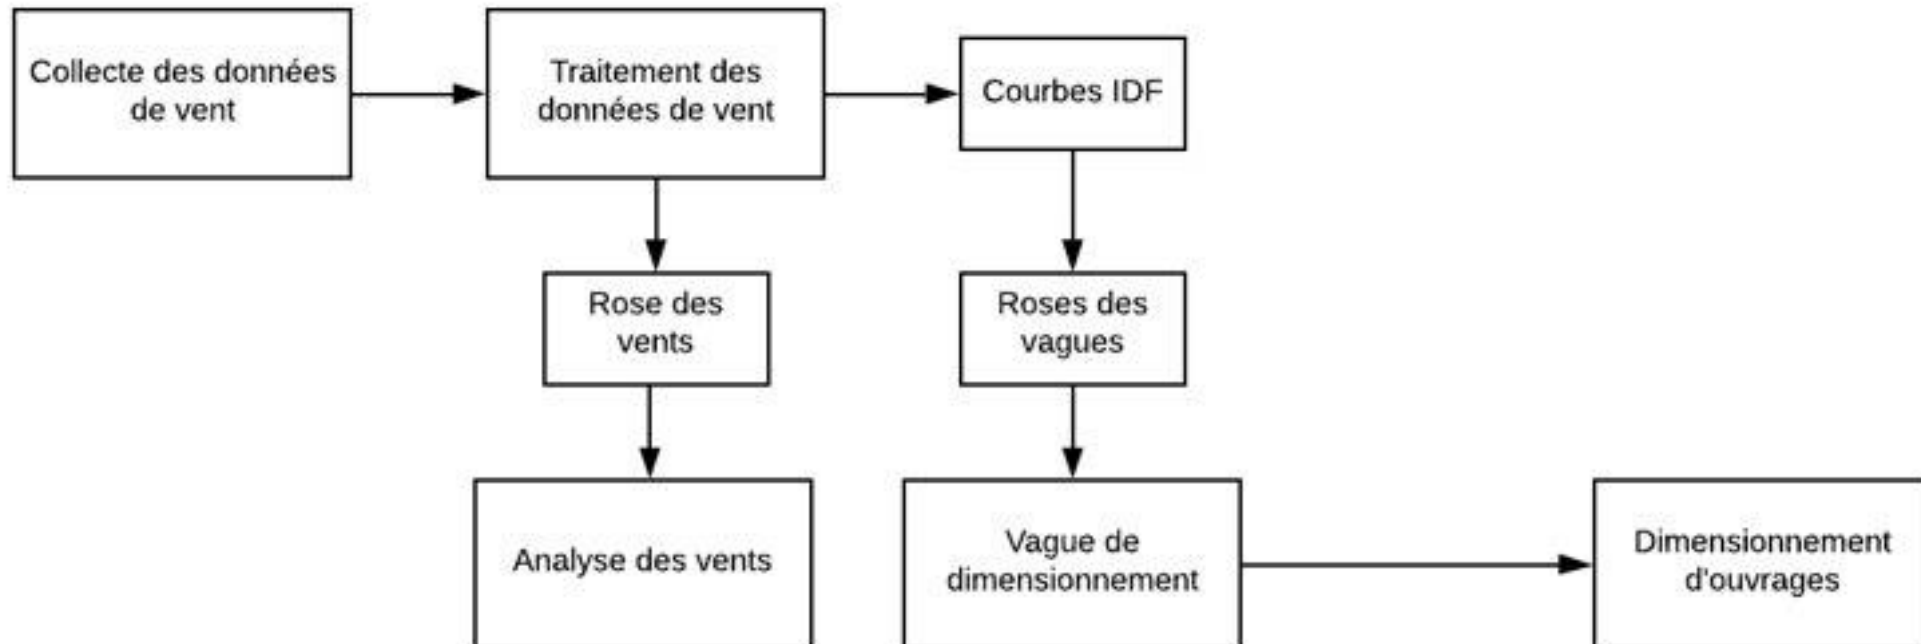 Collecte des données
de vent
Traitement des
données de vent
Courbes IDF
Rose des
vents
Roses des
vagues
Analyse des vents
Vague de
dimensionnement
Dimensionnement
d'ouvrages